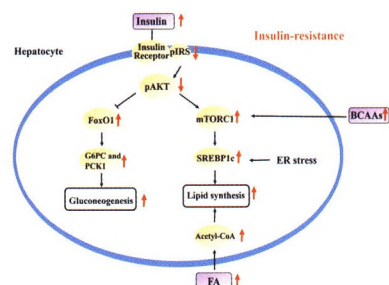 Insulin ↑
Insulin-resistance
Hepatocyte
Insulin
Receptor
pIRS ↓
pAKT ↓
FoxO1 ↑
mTORC1 ↑
BCAAs ↑
G6PC and
PCK1 ↑
SREBP1c ↑
ER stress
Gluconeogenesis ↑
Lipid synthesis ↑
Acetyl-CoA ↑
FA ↑